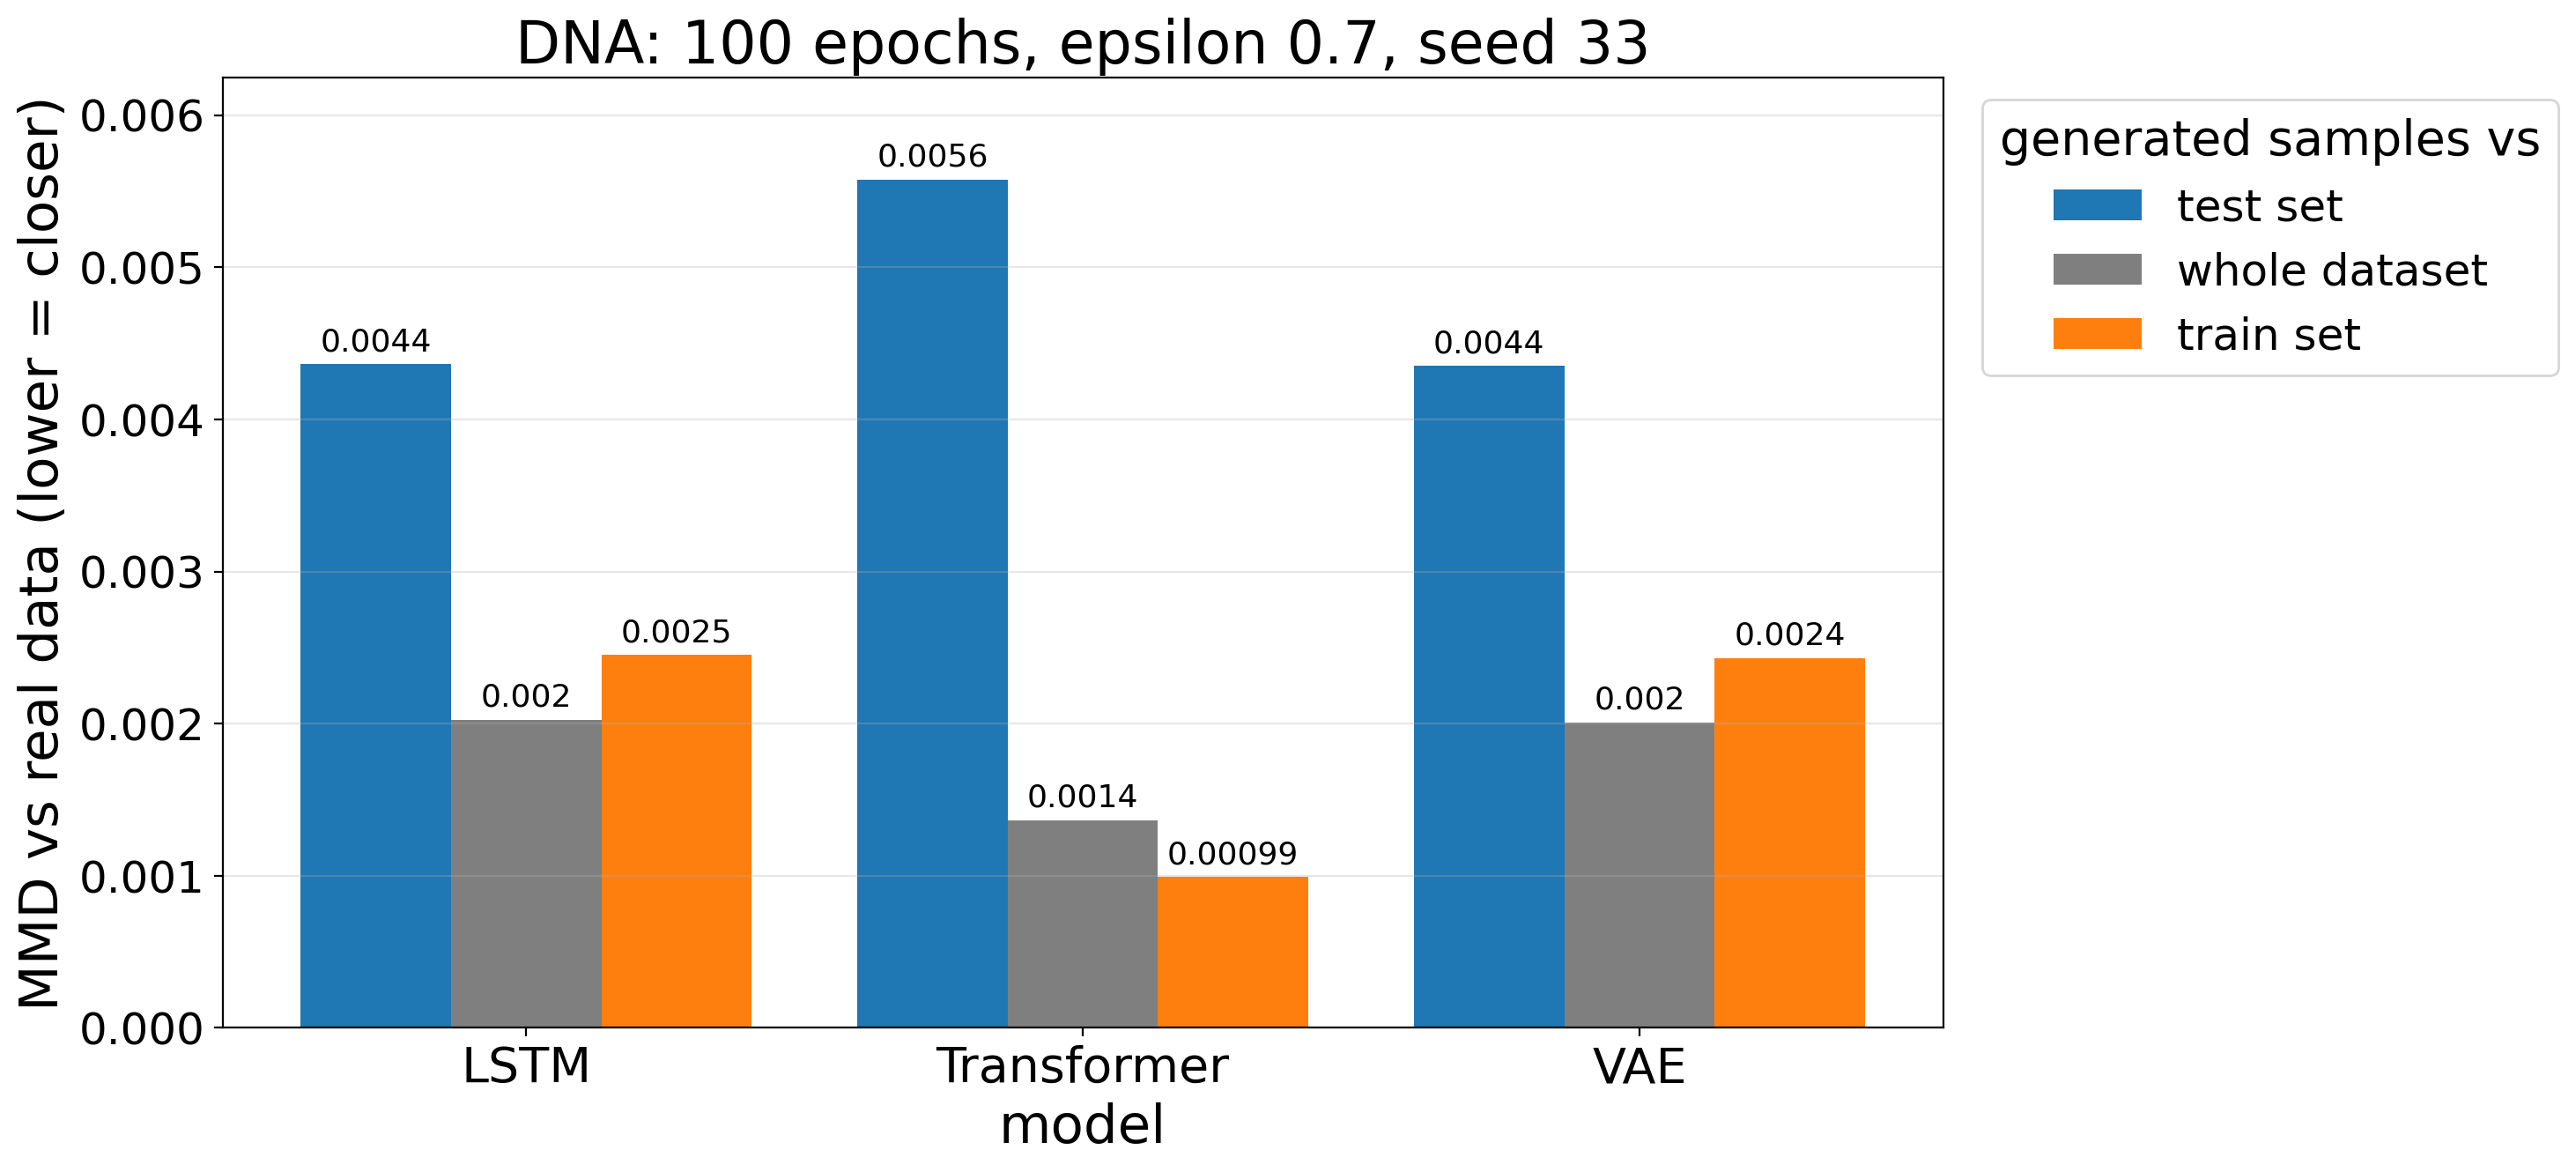 DNA: 100 epochs, epsilon 0.7, seed 33
MMD vs real data (lower = closer)
0.006
0.005
0.004
0.003
0.002
0.001
0.000
0.0044
0.002
0.0025
0.0056
0.0014
0.00099
0.0044
0.002
0.0024
LSTM
Transformer
VAE
model
generated samples vs
test set
whole dataset
train set